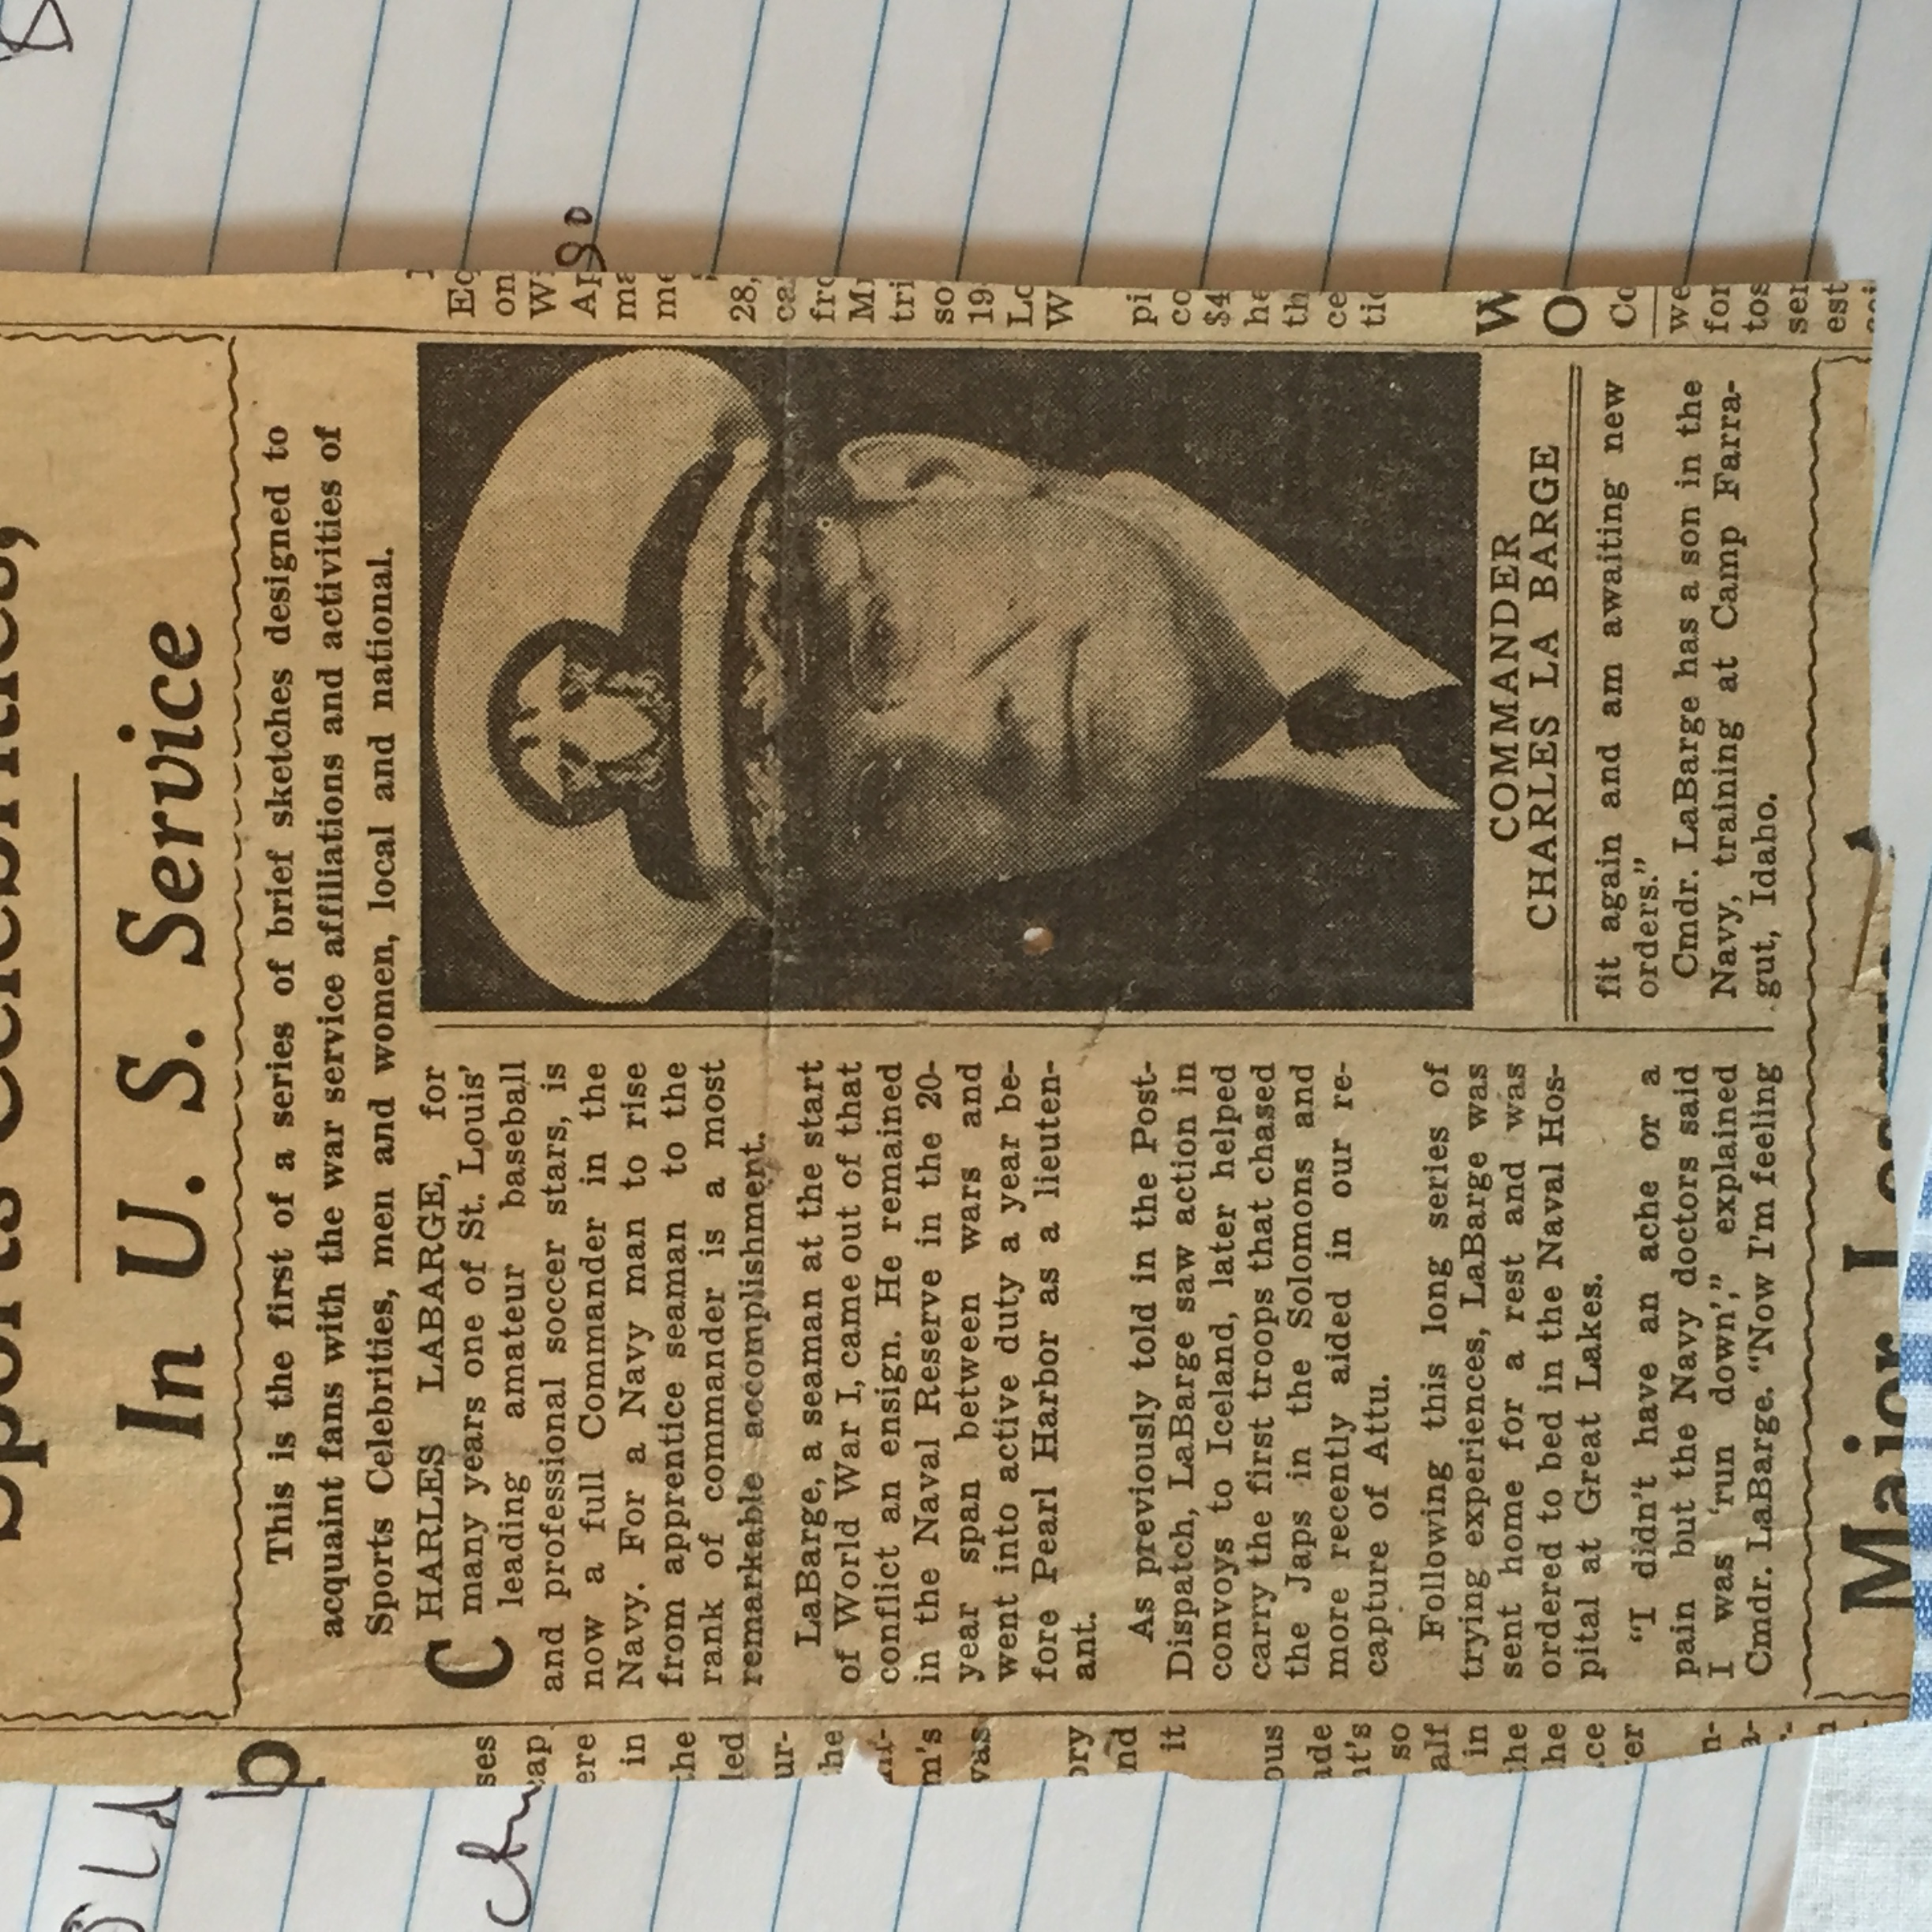 In U. S. Service
This is the first of a series of brief sketches designed to
acquaint fans with the war service affiliations and activities of
Sports Celebrities, men and women, local and national.
CHARLES LABARGE, for
many years one of St. Louis'
leading amateur baseball
and professional soccer stars, is
now a full Commander in the
Navy. For a Navy man to rise
from apprentice seaman to the
rank of commander is a most
remarkable accomplishment.
LaBarge, a seaman at the start
of World War I, came out of that
conflict an ensign. He remained
in the Naval Reserve in the 20-
year span between wars and
went into active duty a year be-
fore Pearl Harbor as a lieuten-
ant.
As previously told in the Post-
Dispatch, LaBarge saw action in
convoys to Iceland, later helped
carry the first troops that chased
the Japs in the Solomons and
more recently aided in our re-
capture of Attu.
Following this long series of
trying experiences, LaBarge was
sent home for a rest and was
ordered to bed in the Naval Hos-
pital at Great Lakes.
"I didn't have an ache or a
pain but the Navy doctors said
I was 'run down'," explained
Cmdr. LaBarge. "Now I'm feeling
COMMANDER
CHARLES LA BARGE
fit again and am awaiting new
orders."
Cmdr. LaBarge has a son in the
Navy, training at Camp Farra-
gut, Idaho.
Major